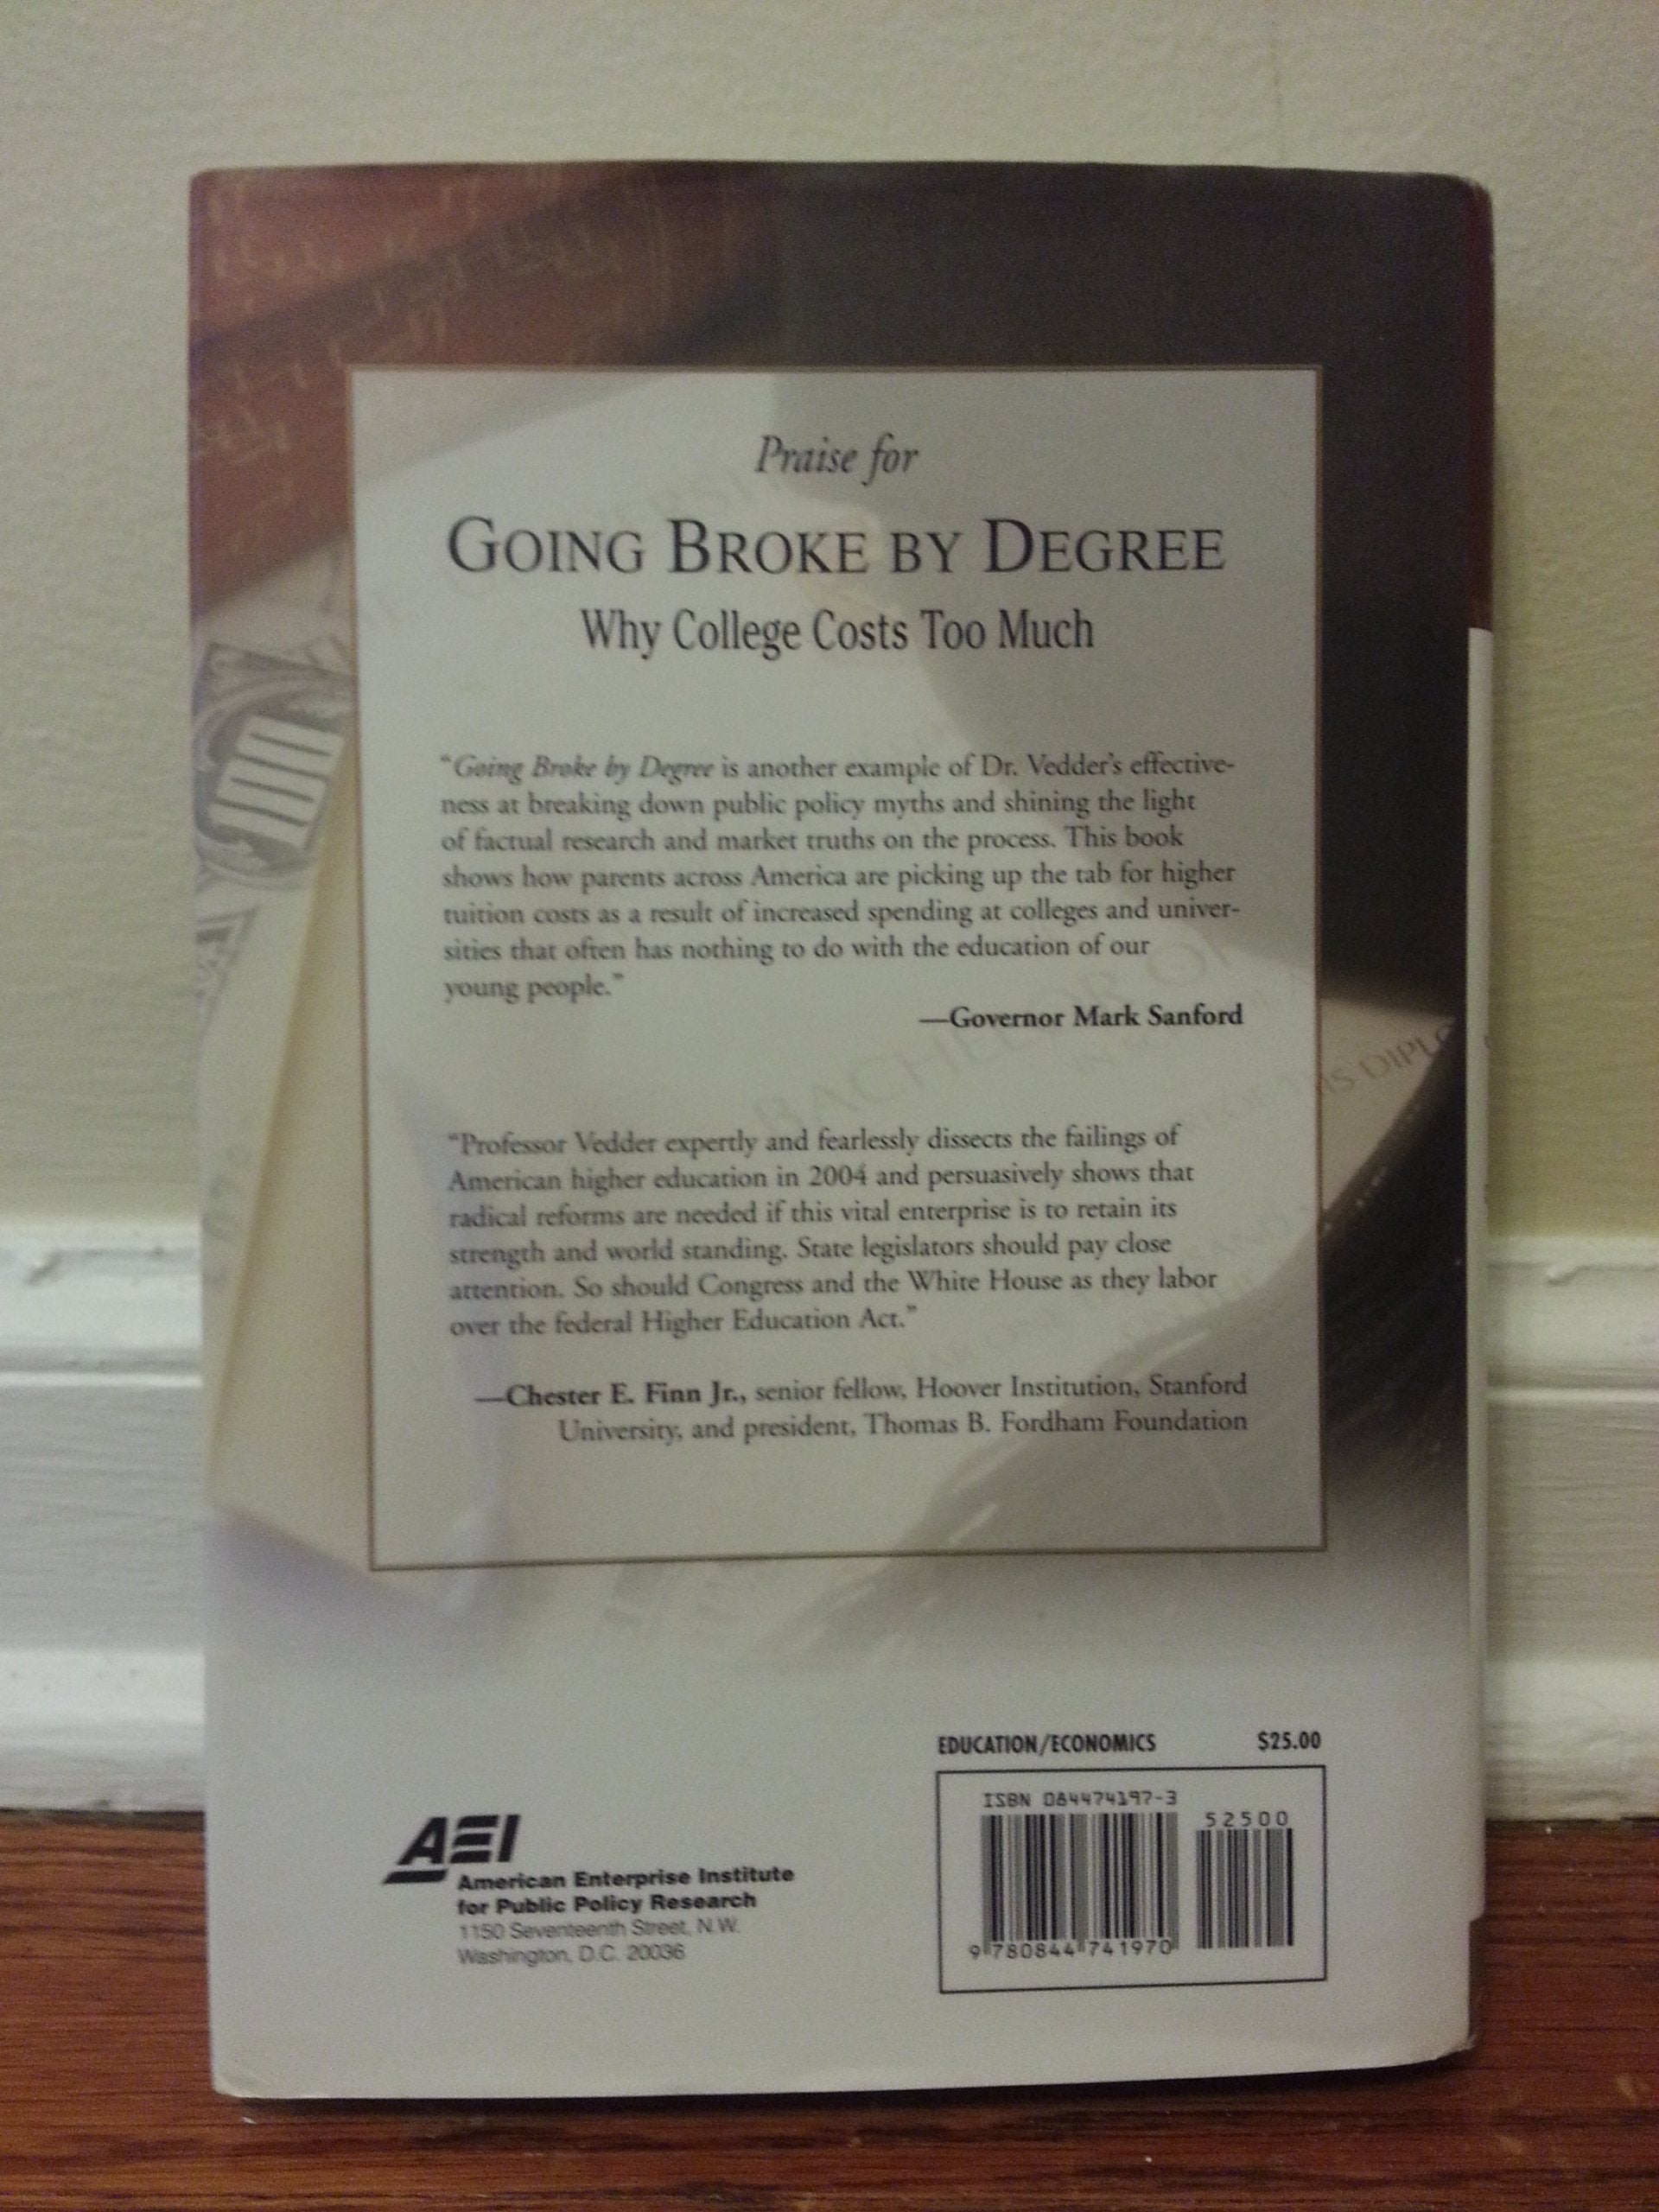 Praise for
GOING BROKE BY DEGREE
Why College Costs Too Much
"Going Broke by Degree is another example of Dr. Vedder's effective-
ness at breaking down public policy myths and shining the light
of factual research and market truths on the process. This book
shows how parents across America are picking up the tab for higher
tuition costs as a result of increased spending at colleges and univer-
sities that often has nothing to do with the education of our
young people."
—Governor Mark Sanford
"Professor Vedder expertly and fearlessly dissects the failings of
American higher education in 2004 and persuasively shows that
radical reforms are needed if this vital enterprise is to retain its
strength and world standing. State legislators should pay close
attention. So should Congress and the White House as they labor
over the federal Higher Education Act."
—Chester E. Finn Jr., senior fellow, Hoover Institution, Stanford
University, and president, Thomas B. Fordham Foundation
BACHELOR OF
IS DIPLO
EDUCATION/ECONOMICS $25.00
ISBN 084474197-3
52500
9 780844 741970
AEI
American Enterprise Institute
for Public Policy Research
1150 Seventeenth Street, N.W.
Washington, D.C. 20036